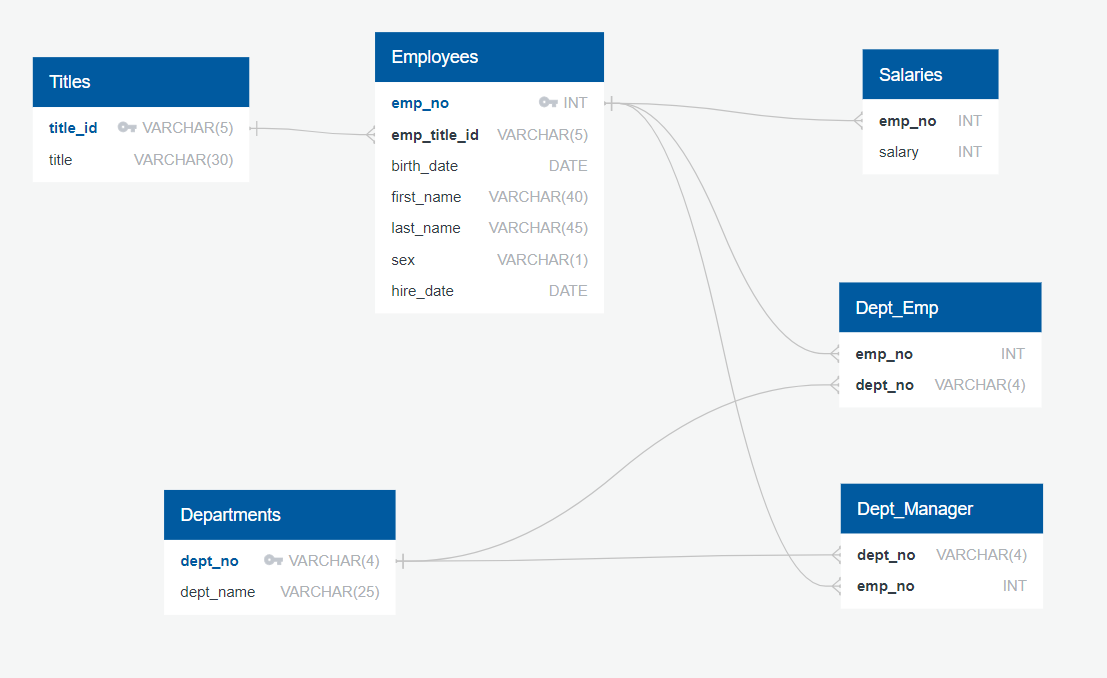 Titles
title_id VARCHAR(5)
title VARCHAR(30)
Employees
emp_no INT
emp_title_id VARCHAR(5)
birth_date DATE
first_name VARCHAR(40)
last_name VARCHAR(45)
sex VARCHAR(1)
hire_date DATE
Salaries
emp_no INT
salary INT
Dept_Emp
emp_no INT
dept_no VARCHAR(4)
Departments
dept_no VARCHAR(4)
dept_name VARCHAR(25)
Dept_Manager
dept_no VARCHAR(4)
emp_no INT